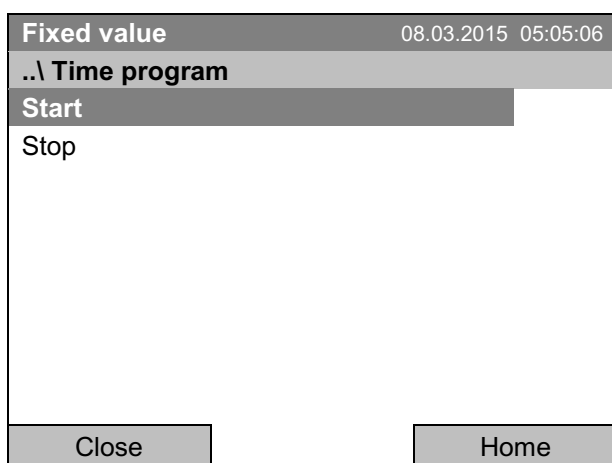 Fixed value 08.03.2015 05:05:06
..\ Time program
Start
Stop
Close Home